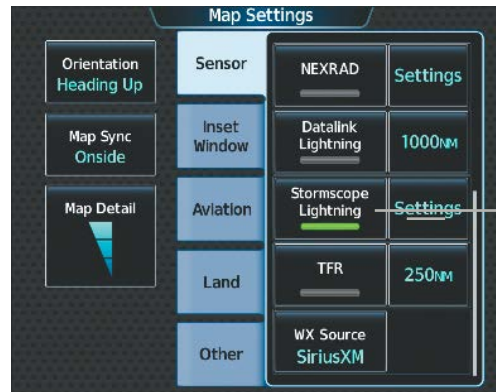 Map Settings
Orientation
Heading Up
Map Sync
Onside
Map Detail
Sensor
Inset
Window
Aviation
Land
Other
NEXRAD
Settings
Datalink
Lightning
1000NM
Stormscope
Lightning
Settings
TFR
250NM
WX Source
SiriusXM